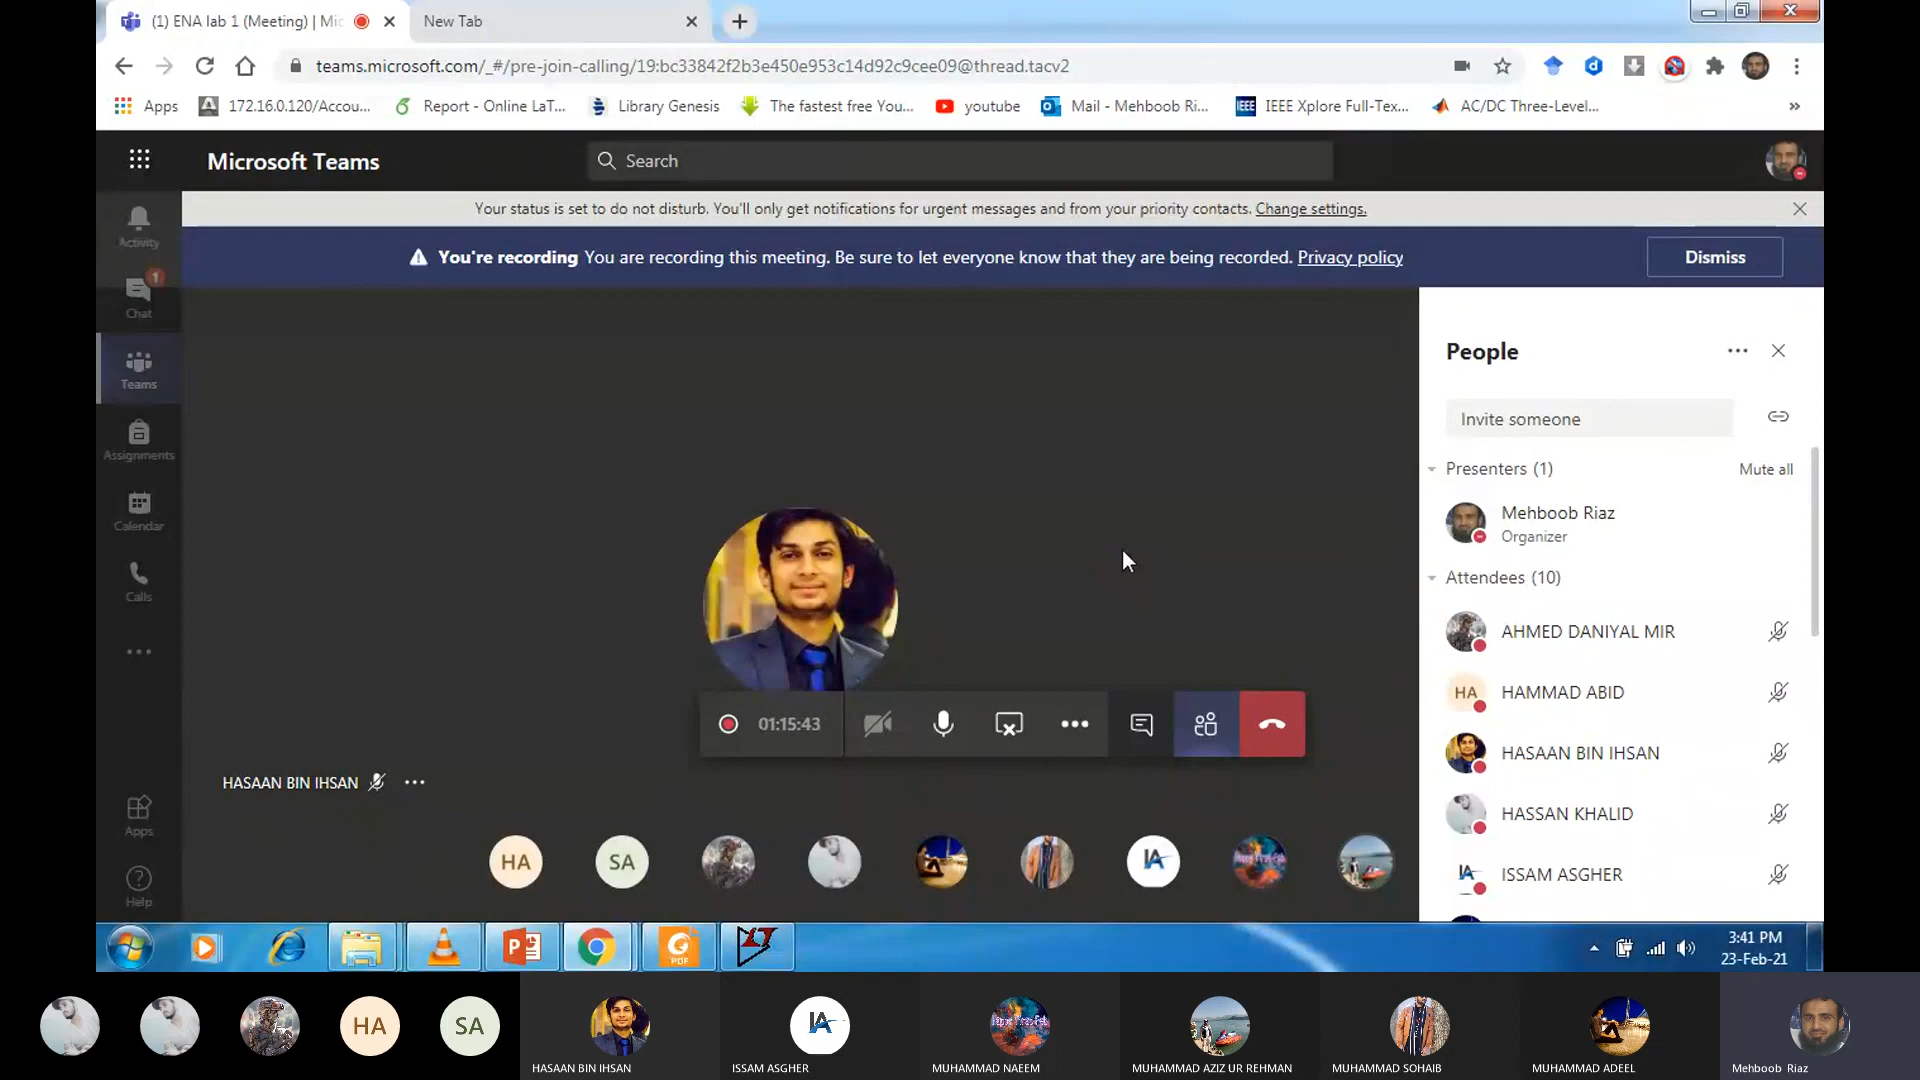 (1) ENA lab 1 (Meeting) | Mic
New Tab
teams.microsoft.com/_#/pre-join-calling/19:bc33842f2b3e450e953c14d92c9cee09@thread.tacv2
Apps
172.16.0.120/Accou...
Report - Online LaT...
Library Genesis
The fastest free You...
youtube
Mail - Mehboob Ri...
IEEE
IEEE Xplore Full-Tex...
AC/DC Three-Level...
Microsoft Teams
Search
Your status is set to do not disturb. You'll only get notifications for urgent messages and from your priority contacts. Change settings.
You're recording You are recording this meeting. Be sure to let everyone know that they are being recorded. Privacy policy
Dismiss
Activity
1
Chat
Teams
Assignments
Calendar
Calls
Apps
Help
People
Invite someone
Presenters (1)
Mute all
Mehboob Riaz
Organizer
Attendees (10)
AHMED DANIYAL MIR
HA
HAMMAD ABID
HASAAN BIN IHSAN
HASSAN KHALID
IA
ISSAM ASGHER
01:15:43
HASAAN BIN IHSAN
HA
SA
IA
PDF
LT
3:41 PM
23-Feb-21
HA
SA
IA
HASAAN BIN IHSAN
ISSAM ASGHER
MUHAMMAD NAEEM
MUHAMMAD AZIZ UR REHMAN
MUHAMMAD SOHAIB
MUHAMMAD ADEEL
Mehboob Riaz